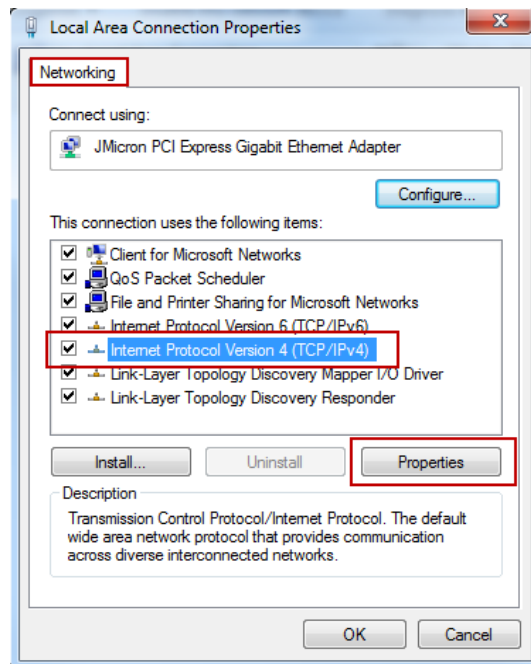 Local Area Connection Properties
Networking
Connect using:
JMicron PCI Express Gigabit Ethernet Adapter
Configure...
This connection uses the following items:
Client for Microsoft Networks
QoS Packet Scheduler
File and Printer Sharing for Microsoft Networks
Internet Protocol Version 6 (TCP/IPv6)
Internet Protocol Version 4 (TCP/IPv4)
Link-Layer Topology Discovery Mapper I/O Driver
Link-Layer Topology Discovery Responder
Install...
Uninstall
Properties
Description
Transmission Control Protocol/Internet Protocol. The default
wide area network protocol that provides communication
across diverse interconnected networks.
OK
Cancel